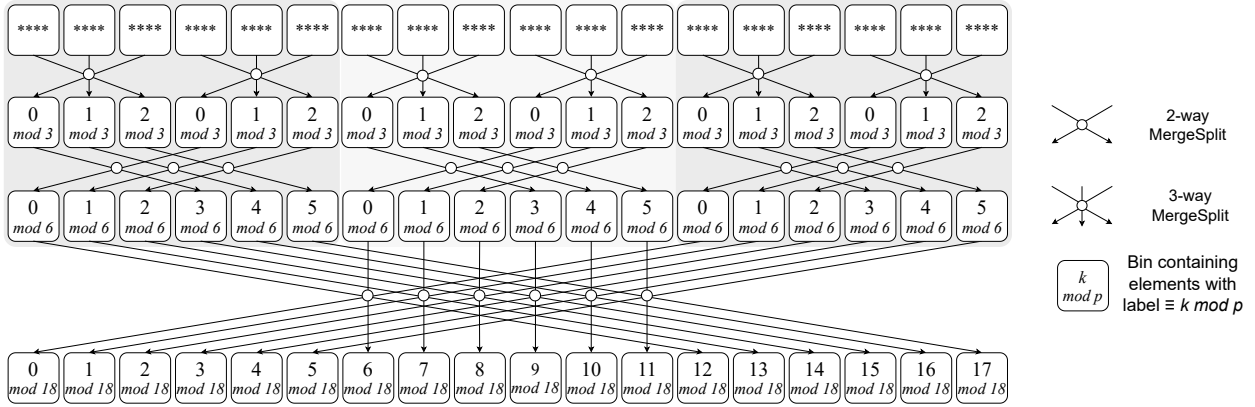 **** **** **** **** **** **** **** **** **** **** **** **** **** **** **** **** **** ****
0 1 2 0 1 2 0 1 2 0 1 2 0 1 2 0 1 2
mod 3 mod 3 mod 3 mod 3 mod 3 mod 3 mod 3 mod 3 mod 3 mod 3 mod 3 mod 3 mod 3 mod 3 mod 3 mod 3 mod 3 mod 3
0 1 2 3 4 5 0 1 2 3 4 5 0 1 2 3 4 5
mod 6 mod 6 mod 6 mod 6 mod 6 mod 6 mod 6 mod 6 mod 6 mod 6 mod 6 mod 6 mod 6 mod 6 mod 6 mod 6 mod 6 mod 6
0 1 2 3 4 5 6 7 8 9 10 11 12 13 14 15 16 17
mod 18 mod 18 mod 18 mod 18 mod 18 mod 18 mod 18 mod 18 mod 18 mod 18 mod 18 mod 18 mod 18 mod 18 mod 18 mod 18 mod 18 mod 18
2-way
MergeSplit
3-way
MergeSplit
k
mod p
Bin containing
elements with
label ≡ k mod p